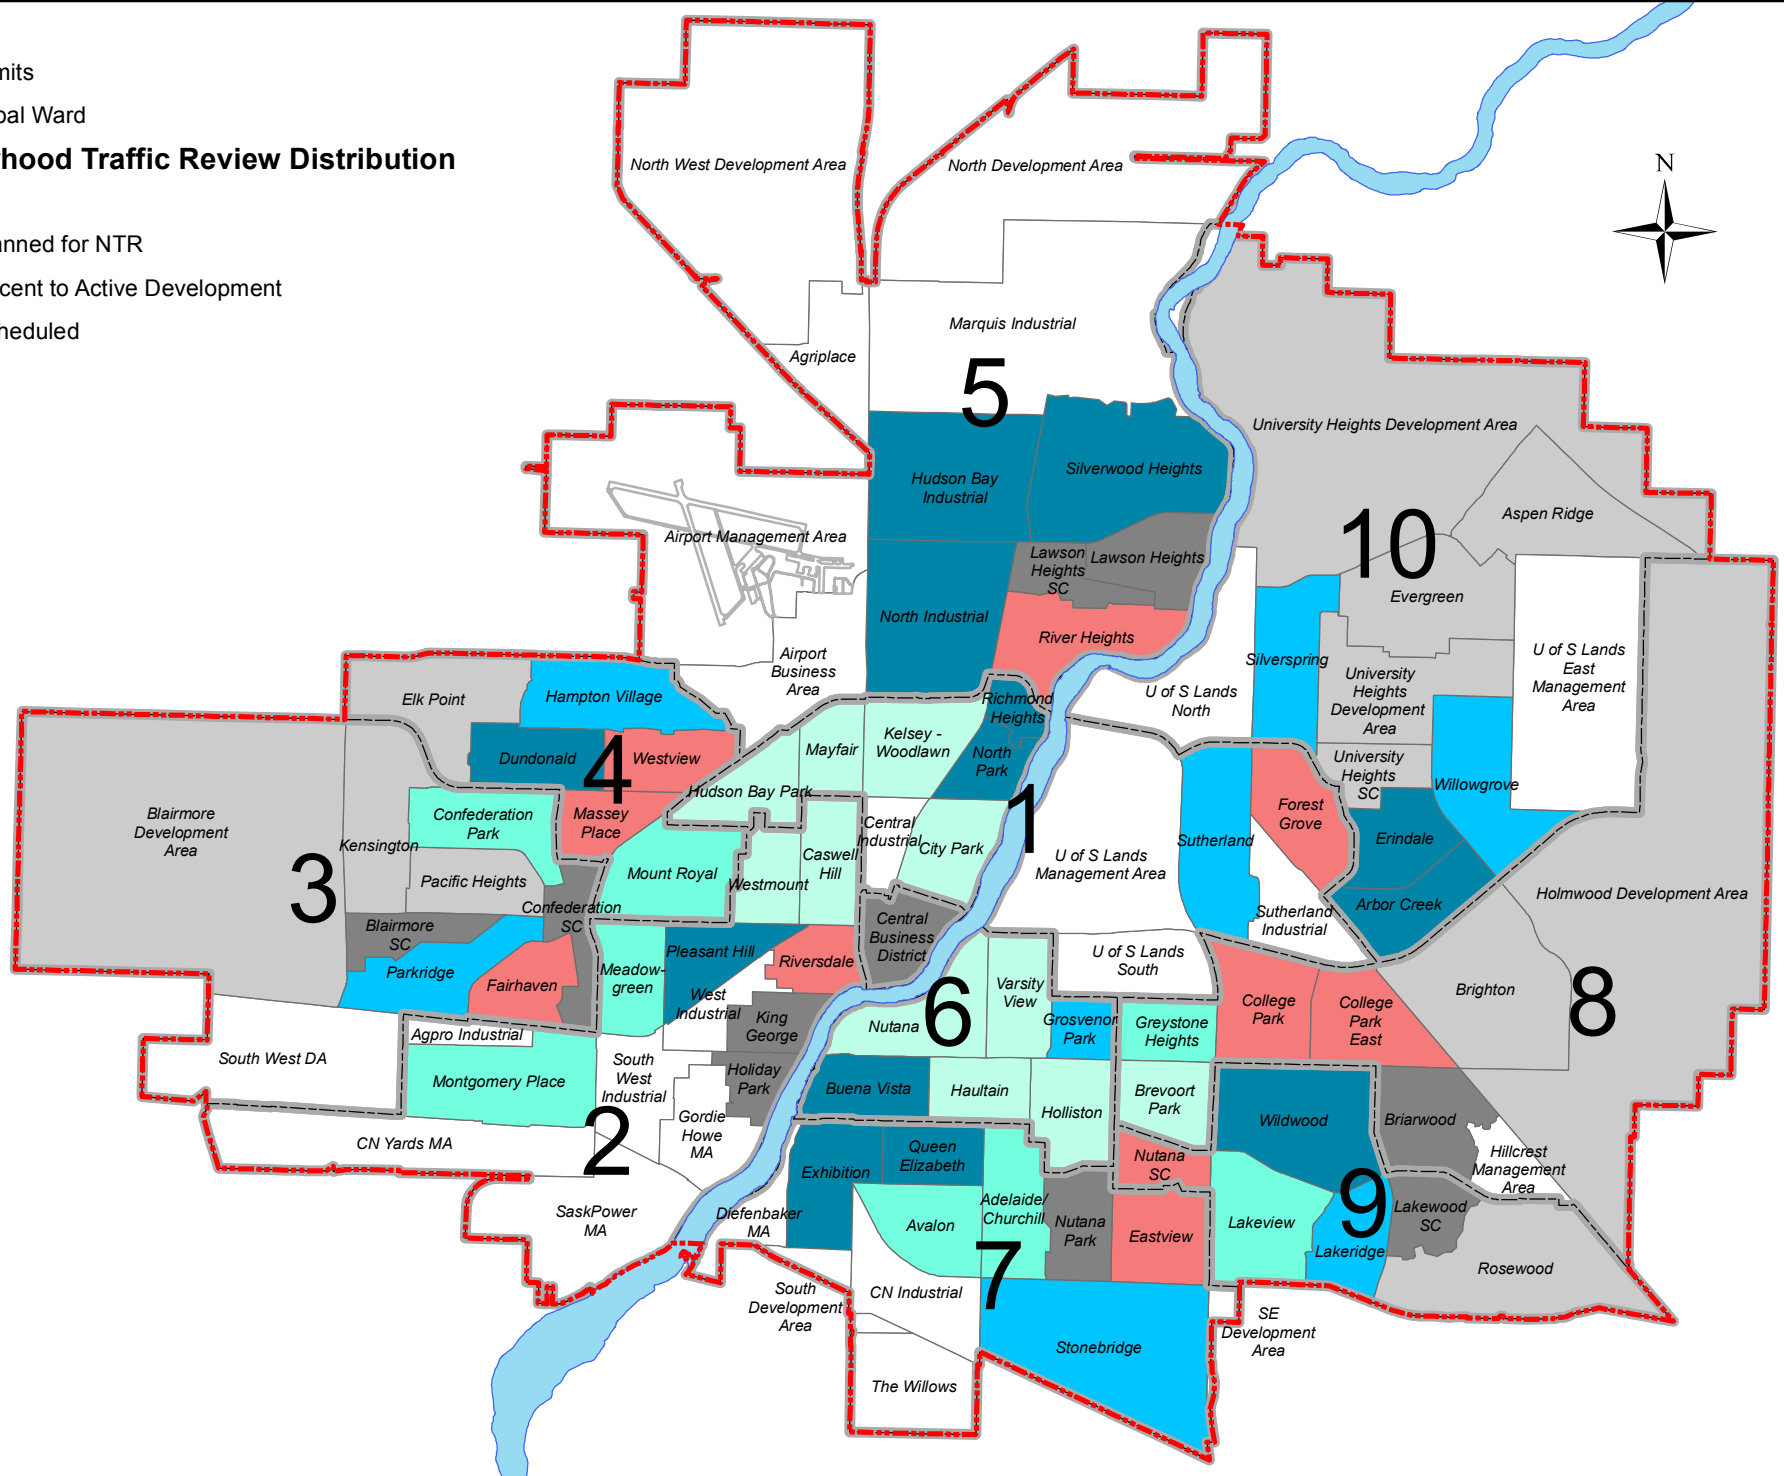 mits
pal Ward
hood Traffic Review Distribution
anned for NTR
cent to Active Development
heduled
N
North West Development Area
North Development Area
Marquis Industrial
Agriplace
5
University Heights Development Area
Silverwood Heights
Hudson Bay
Industrial
Aspen Ridge
10
Airport Management Area
Lawson
Heights
SC
Lawson Heights
Evergreen
North Industrial
River Heights
Silverspring
U of S Lands
East
Management
Area
Airport
Business
Area
University
Heights
Development
Area
U of S Lands
North
Elk Point
Hampton Village
Richmond
Heights
Kelsey -
Woodlawn
Mayfair
North
Park
Dundonald
4
Westview
University
Heights
SC
Willowgrove
Hudson Bay Park
1
Blairmore
Development
Area
Confederation
Park
Massey
Place
Forest
Grove
Central
Industrial
City Park
Erindale
Sutherland
Kensington
Caswell
Hill
U of S Lands
Management Area
3
Pacific Heights
Mount Royal
Westmount
Holmwood Development Area
Confederation
SC
Arbor Creek
Sutherland
Industrial
Blairmore
SC
Central
Business
District
Pleasant Hill
Riversdale
U of S Lands
South
Parkridge
Fairhaven
Meadow-
green
West
Industrial
6
Varsity
View
College
Park
College
Park
East
Brighton
8
King
George
Nutana
Grosvenor
Park
Greystone
Heights
Agpro Industrial
South West DA
Montgomery Place
South
West
Industrial
Holiday
Park
Buena Vista
Haultain
Brevoort
Park
Holliston
Gordie
Howe
MA
Wildwood
Briarwood
2
CN Yards MA
Queen
Elizabeth
Exhibition
Nutana
SC
Hillcrest
Management
Area
SaskPower
MA
Diefenbaker
MA
Avalon
Adelaide/
Churchill
Nutana
Park
Eastview
Lakeview
9
Lakewood
SC
Lakeridge
7
Rosewood
South
Development
Area
CN Industrial
SE
Development
Area
Stonebridge
The Willows